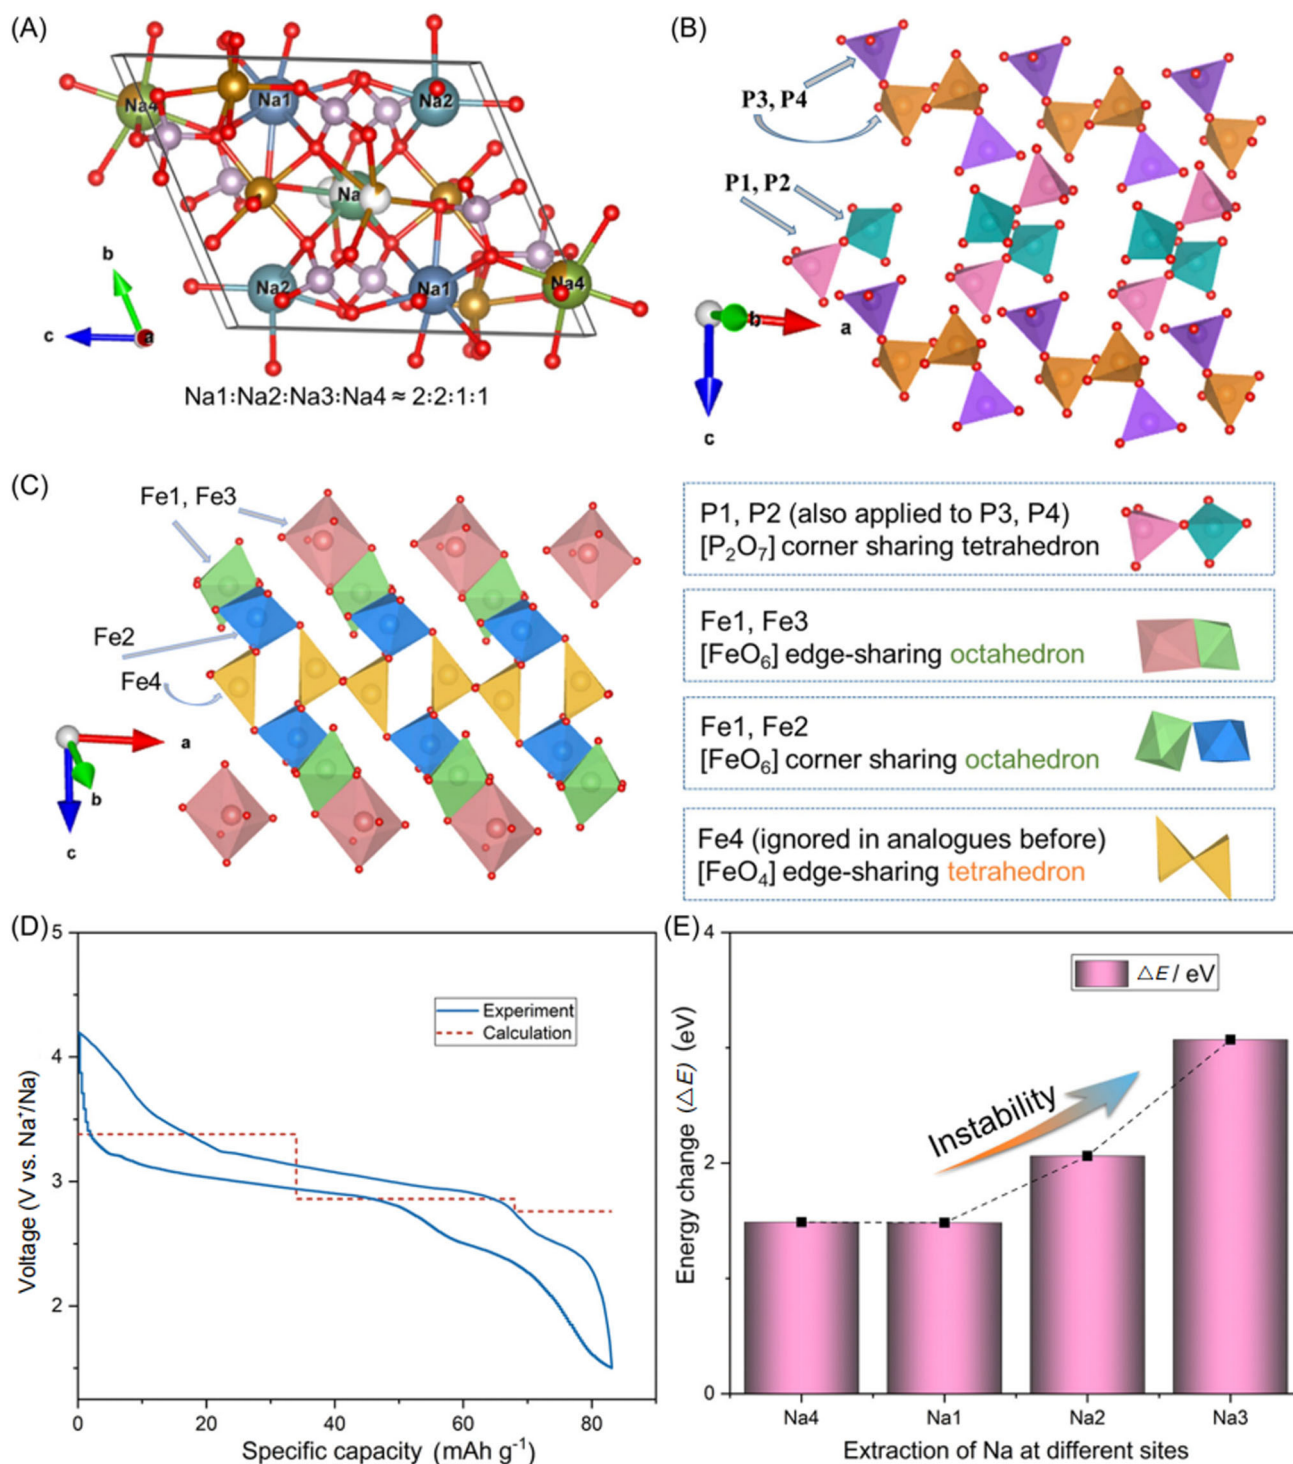 (A)
Na4
Na1
Na2
Na
Na2
Na1
Na4
b
c
a
Na1:Na2:Na3:Na4 ≈ 2:2:1:1
(B)
P3, P4
P1, P2
b
a
c
(C)
Fe1, Fe3
Fe2
Fe4
a
b
c
P1, P2 (also applied to P3, P4)
[P₂O₇] corner sharing tetrahedron
Fe1, Fe3
[FeO₆] edge-sharing octahedron
Fe1, Fe2
[FeO₆] corner sharing octahedron
Fe4 (ignored in analogues before)
[FeO₄] edge-sharing tetrahedron
(D)
5
4
3
2
Voltage (V vs. Na⁺/Na)
Experiment
Calculation
0
20
40
60
80
Specific capacity (mAh g⁻¹)
(E)
4
2
0
Energy change (△E) (eV)
△E / eV
Instability
Na4
Na1
Na2
Na3
Extraction of Na at different sites